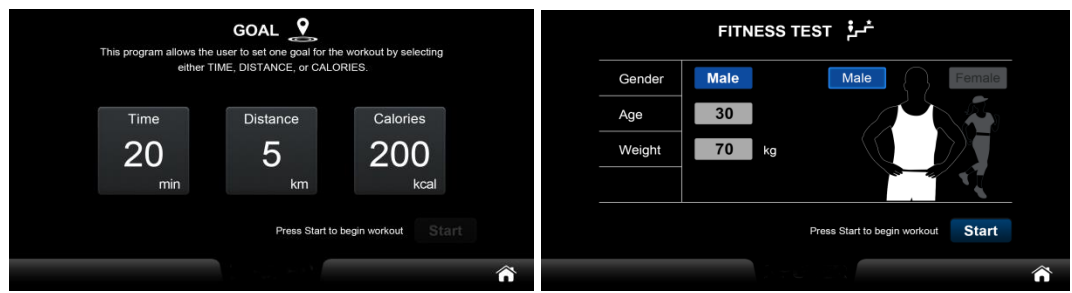 GOAL
This program allows the user to set one goal for the workout by selecting
either TIME, DISTANCE, or CALORIES.
Time
20
min
Distance
5
km
Calories
200
kcal
Press Start to begin workout Start
FITNESS TEST
Gender Male Male Female
Age 30
Weight 70 kg
Press Start to begin workout Start